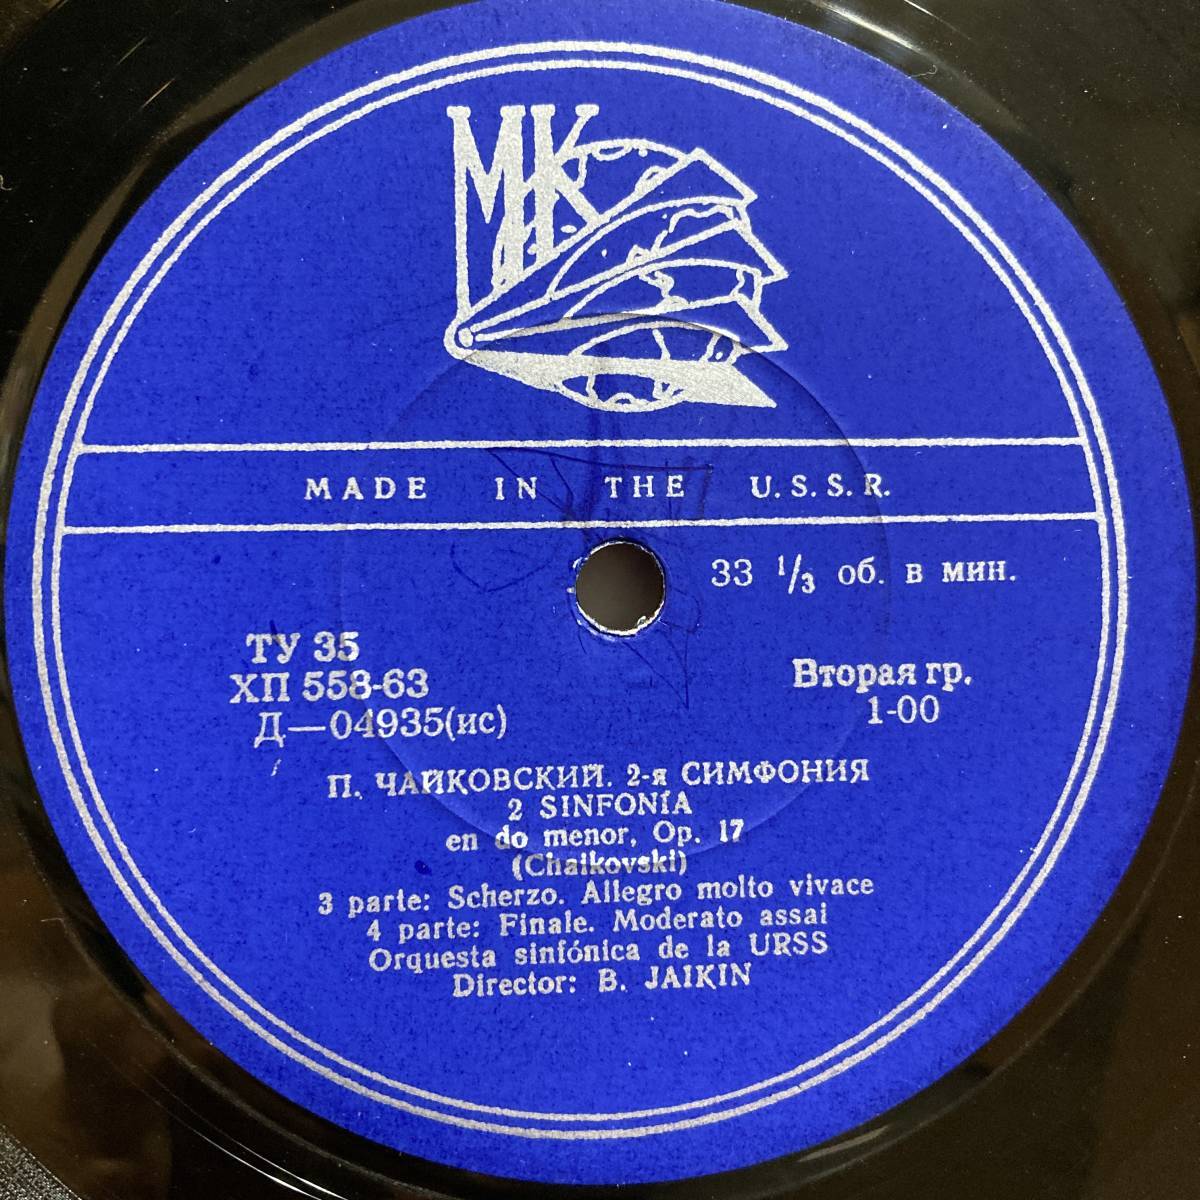 МК
MADE IN THE U.S.S.R.
33 1/3 об. в мин.
ТУ 35
ХП 558-63
Д—04935(ис)
Вторая гр.
1-00
П. ЧАЙКОВСКИЙ. 2-я СИМФОНИЯ
2 SINFONÍA
en do menor, Op. 17
(Chaikovski)
3 parte: Scherzo. Allegro molto vivace
4 parte: Finale. Moderato assai
Orquesta sinfónica de la URSS
Director: B. JAIKIN